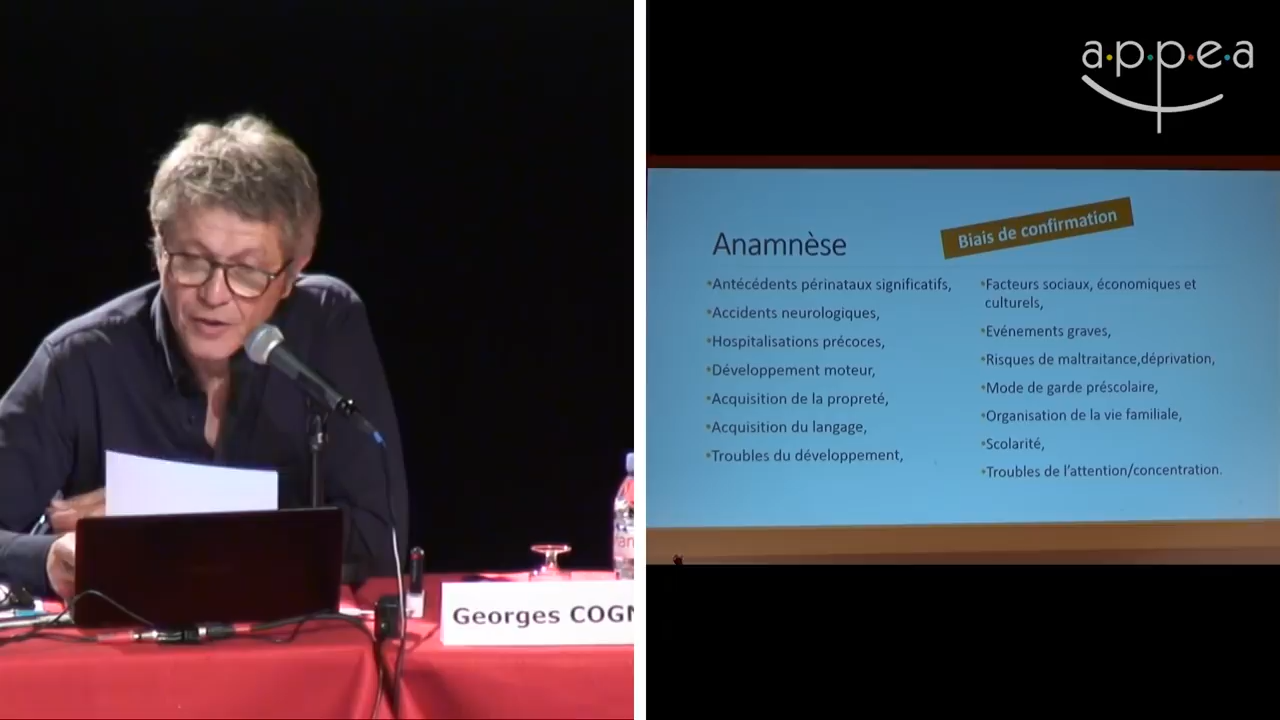 a·p·p·e·a
Biais de confirmation
Anamnèse
•Antécédents périnataux significatifs,
•Accidents neurologiques,
•Hospitalisations précoces,
•Développement moteur,
•Acquisition de la propreté,
•Acquisition du langage,
•Troubles du développement,
•Facteurs sociaux, économiques et
culturels,
•Evénements graves,
•Risques de maltraitance,déprivation,
•Mode de garde préscolaire,
•Organisation de la vie familiale,
•Scolarité,
•Troubles de l'attention/concentration.
Georges COGN